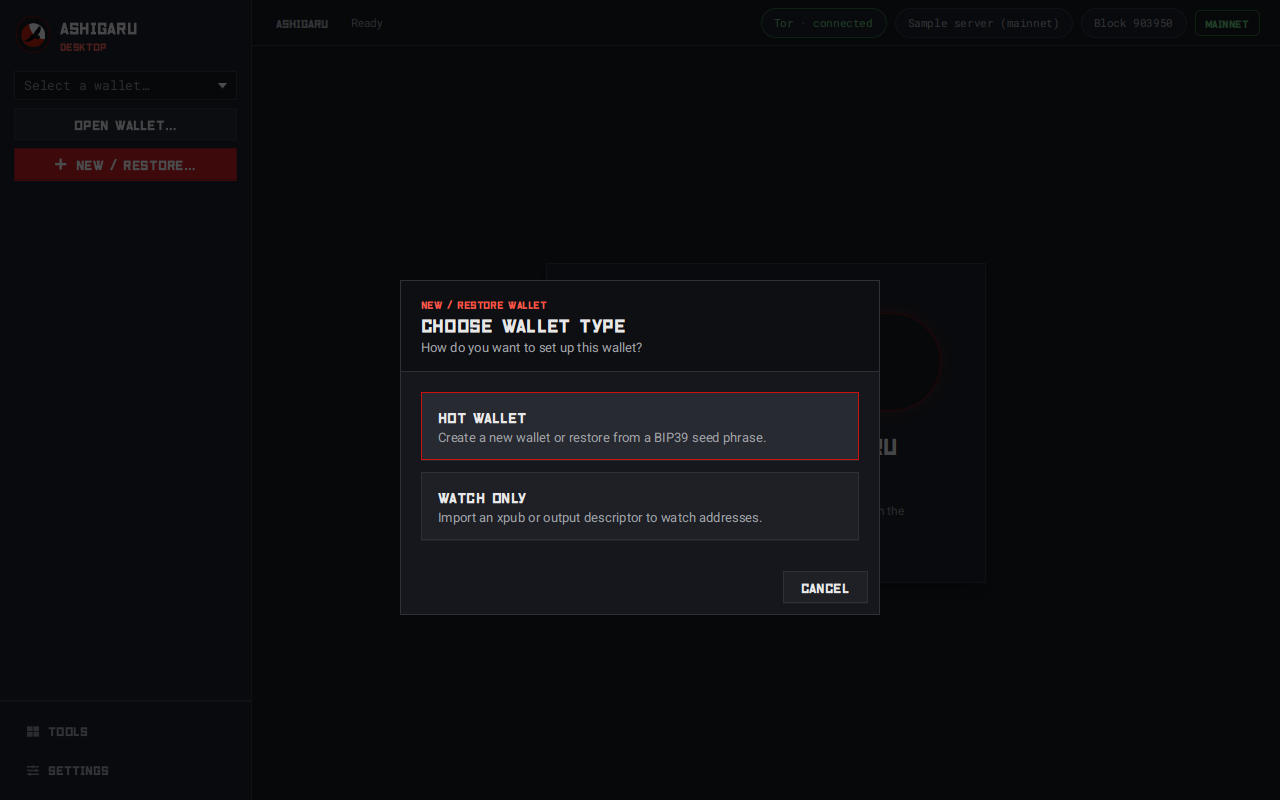 ASHIGARU
DESKTOP
Select a wallet…
OPEN WALLET...
+ NEW / RESTORE...
TOOLS
SETTINGS
ASHIGARU Ready
Tor · connected
Sample server (mainnet)
Block 903950
MAINNET
NEW / RESTORE WALLET
CHOOSE WALLET TYPE
How do you want to set up this wallet?
HOT WALLET
Create a new wallet or restore from a BIP39 seed phrase.
WATCH ONLY
Import an xpub or output descriptor to watch addresses.
CANCEL
the